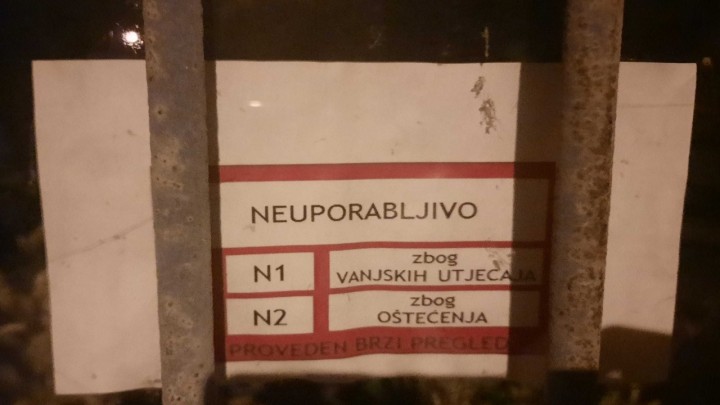 NEUPORABLJIVO
N1
zbog
VANJSKIH UTJECAJA
N2
zbog
OŠTEĆENJA
PROVEDEN BRZI PREGLED